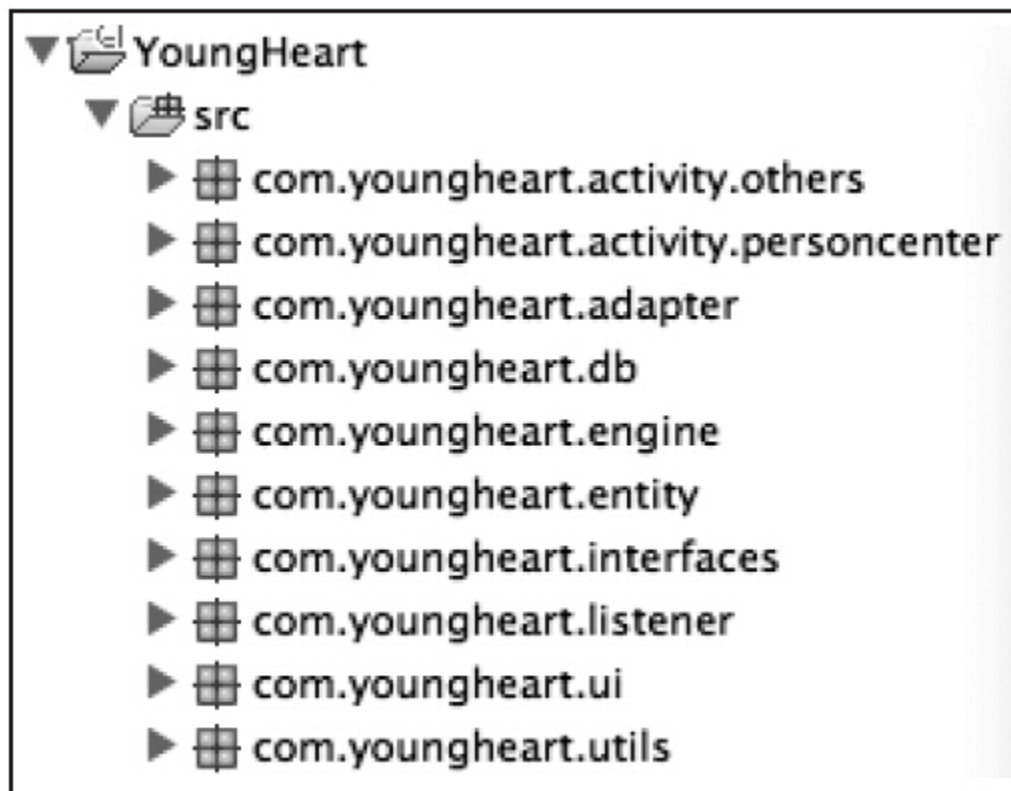 YoungHeart
src
com.youngheart.activity.others
com.youngheart.activity.personcenter
com.youngheart.adapter
com.youngheart.db
com.youngheart.engine
com.youngheart.entity
com.youngheart.interfaces
com.youngheart.listener
com.youngheart.ui
com.youngheart.utils